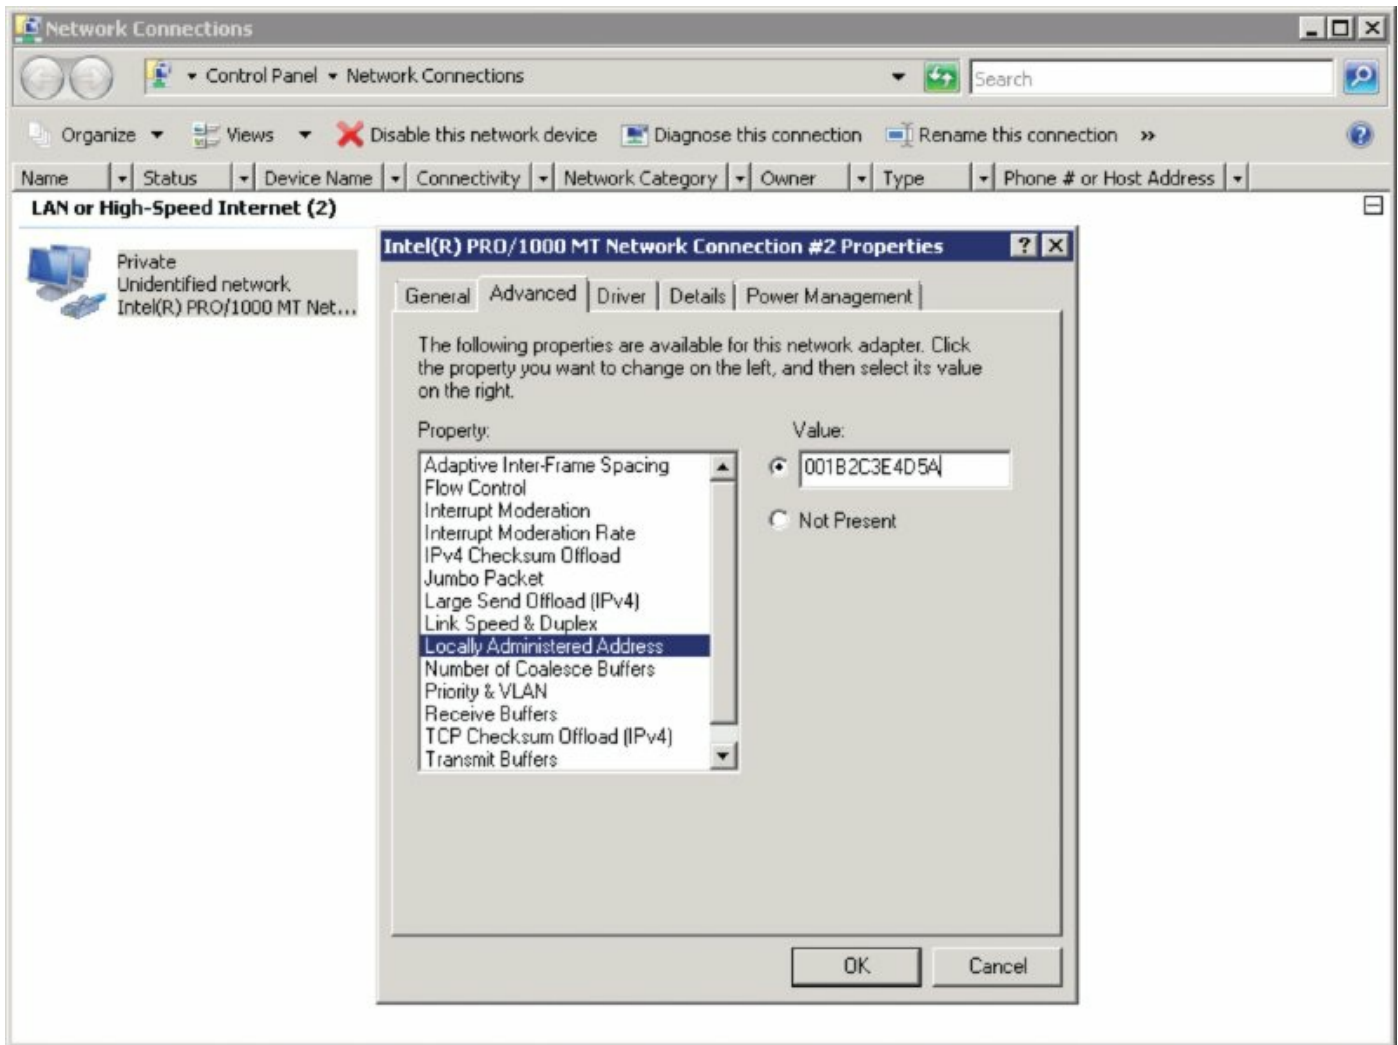 Network Connections
Control Panel Network Connections
Search
Organize Views Disable this network device Diagnose this connection Rename this connection »
Name Status Device Name Connectivity Network Category Owner Type Phone # or Host Address
LAN or High-Speed Internet (2)
Private
Unidentified network
Intel(R) PRO/1000 MT Net...
Intel(R) PRO/1000 MT Network Connection #2 Properties
General Advanced Driver Details Power Management
The following properties are available for this network adapter. Click
the property you want to change on the left, and then select its value
on the right.
Property:
Adaptive Inter-Frame Spacing
Flow Control
Interrupt Moderation
Interrupt Moderation Rate
IPv4 Checksum Offload
Jumbo Packet
Large Send Offload (IPv4)
Link Speed & Duplex
Locally Administered Address
Number of Coalesce Buffers
Priority & VLAN
Receive Buffers
TCP Checksum Offload (IPv4)
Transmit Buffers
Value:
001B2C3E4D5A
Not Present
OK Cancel